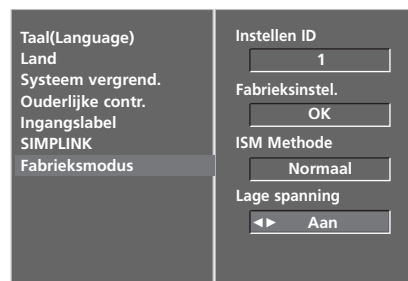 Taal(Language)
Land
Systeem vergrend.
Ouderlijke contr.
Ingangslabel
SIMPLINK
Fabrieksmodus
Instellen ID
1
Fabrieksinstel.
OK
ISM Methode
Normaal
Lage spanning
◄► Aan